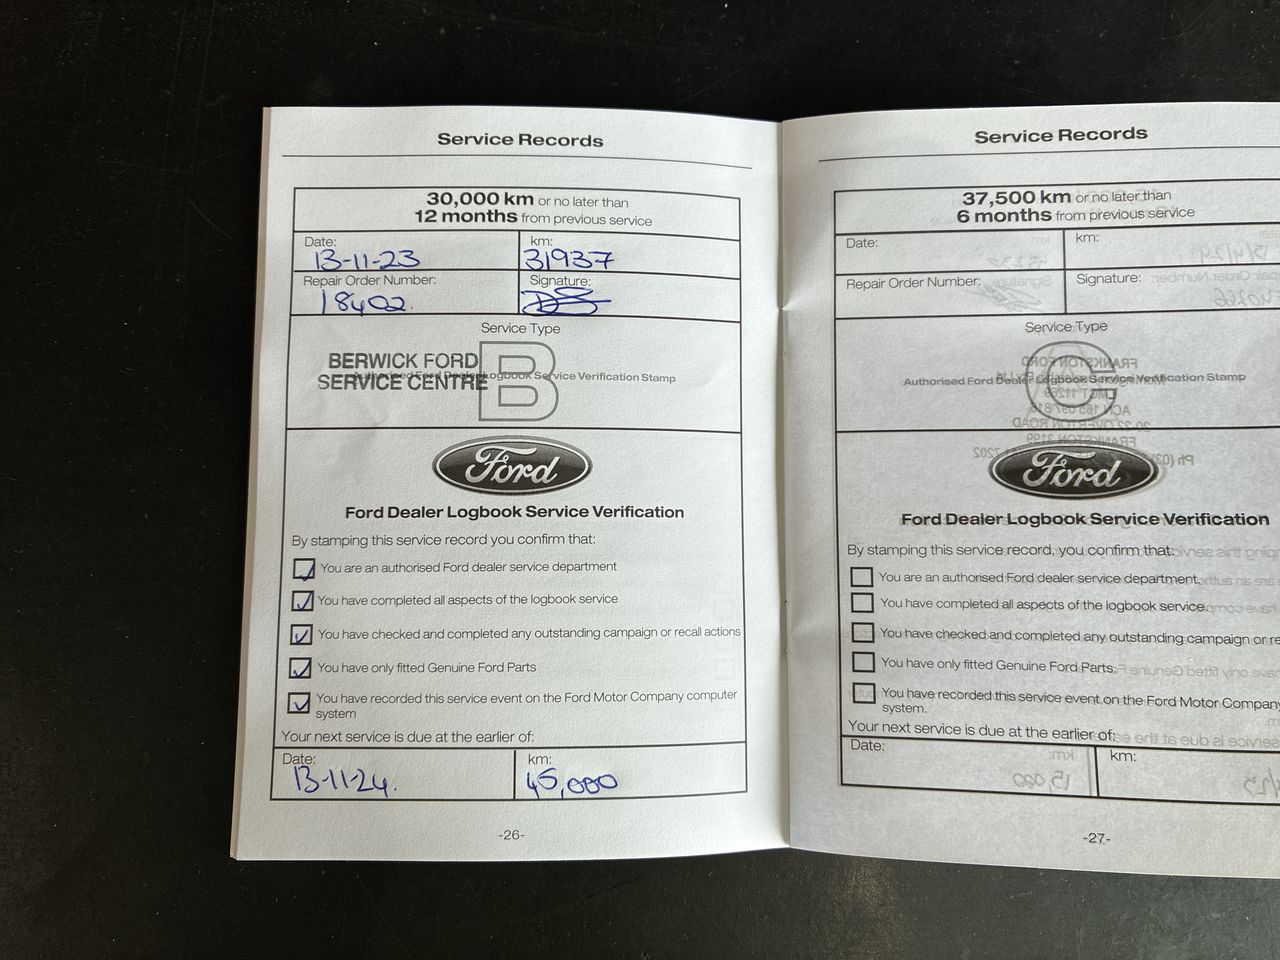 Service Records
30,000 km or no later than
12 months from previous service
Date:
13-11-23
km:
31937
Repair Order Number:
18402.
Signature:
Service Type
B
BERWICK FORD
SERVICE CENTRE
Authorised Ford Dealer Logbook Service Verification Stamp
Ford
Ford Dealer Logbook Service Verification
By stamping this service record you confirm that:
You are an authorised Ford dealer service department
You have completed all aspects of the logbook service
You have checked and completed any outstanding campaign or recall actions
You have only fitted Genuine Ford Parts
You have recorded this service event on the Ford Motor Company computer
system
Your next service is due at the earlier of:
Date:
13-11-24.
km:
45,000
-26-
Service Records
37,500 km or no later than
6 months from previous service
Date:
km:
Repair Order Number:
Signature:
Service Type
C
Authorised Ford Dealer Logbook Service Verification Stamp
Ford
Ford Dealer Logbook Service Verification
By stamping this service record, you confirm that:
You are an authorised Ford dealer service department.
You have completed all aspects of the logbook service.
You have checked and completed any outstanding campaign or re
You have only fitted Genuine Ford Parts.
You have recorded this service event on the Ford Motor Company
system.
Your next service is due at the earlier of:
Date:
km:
-27-